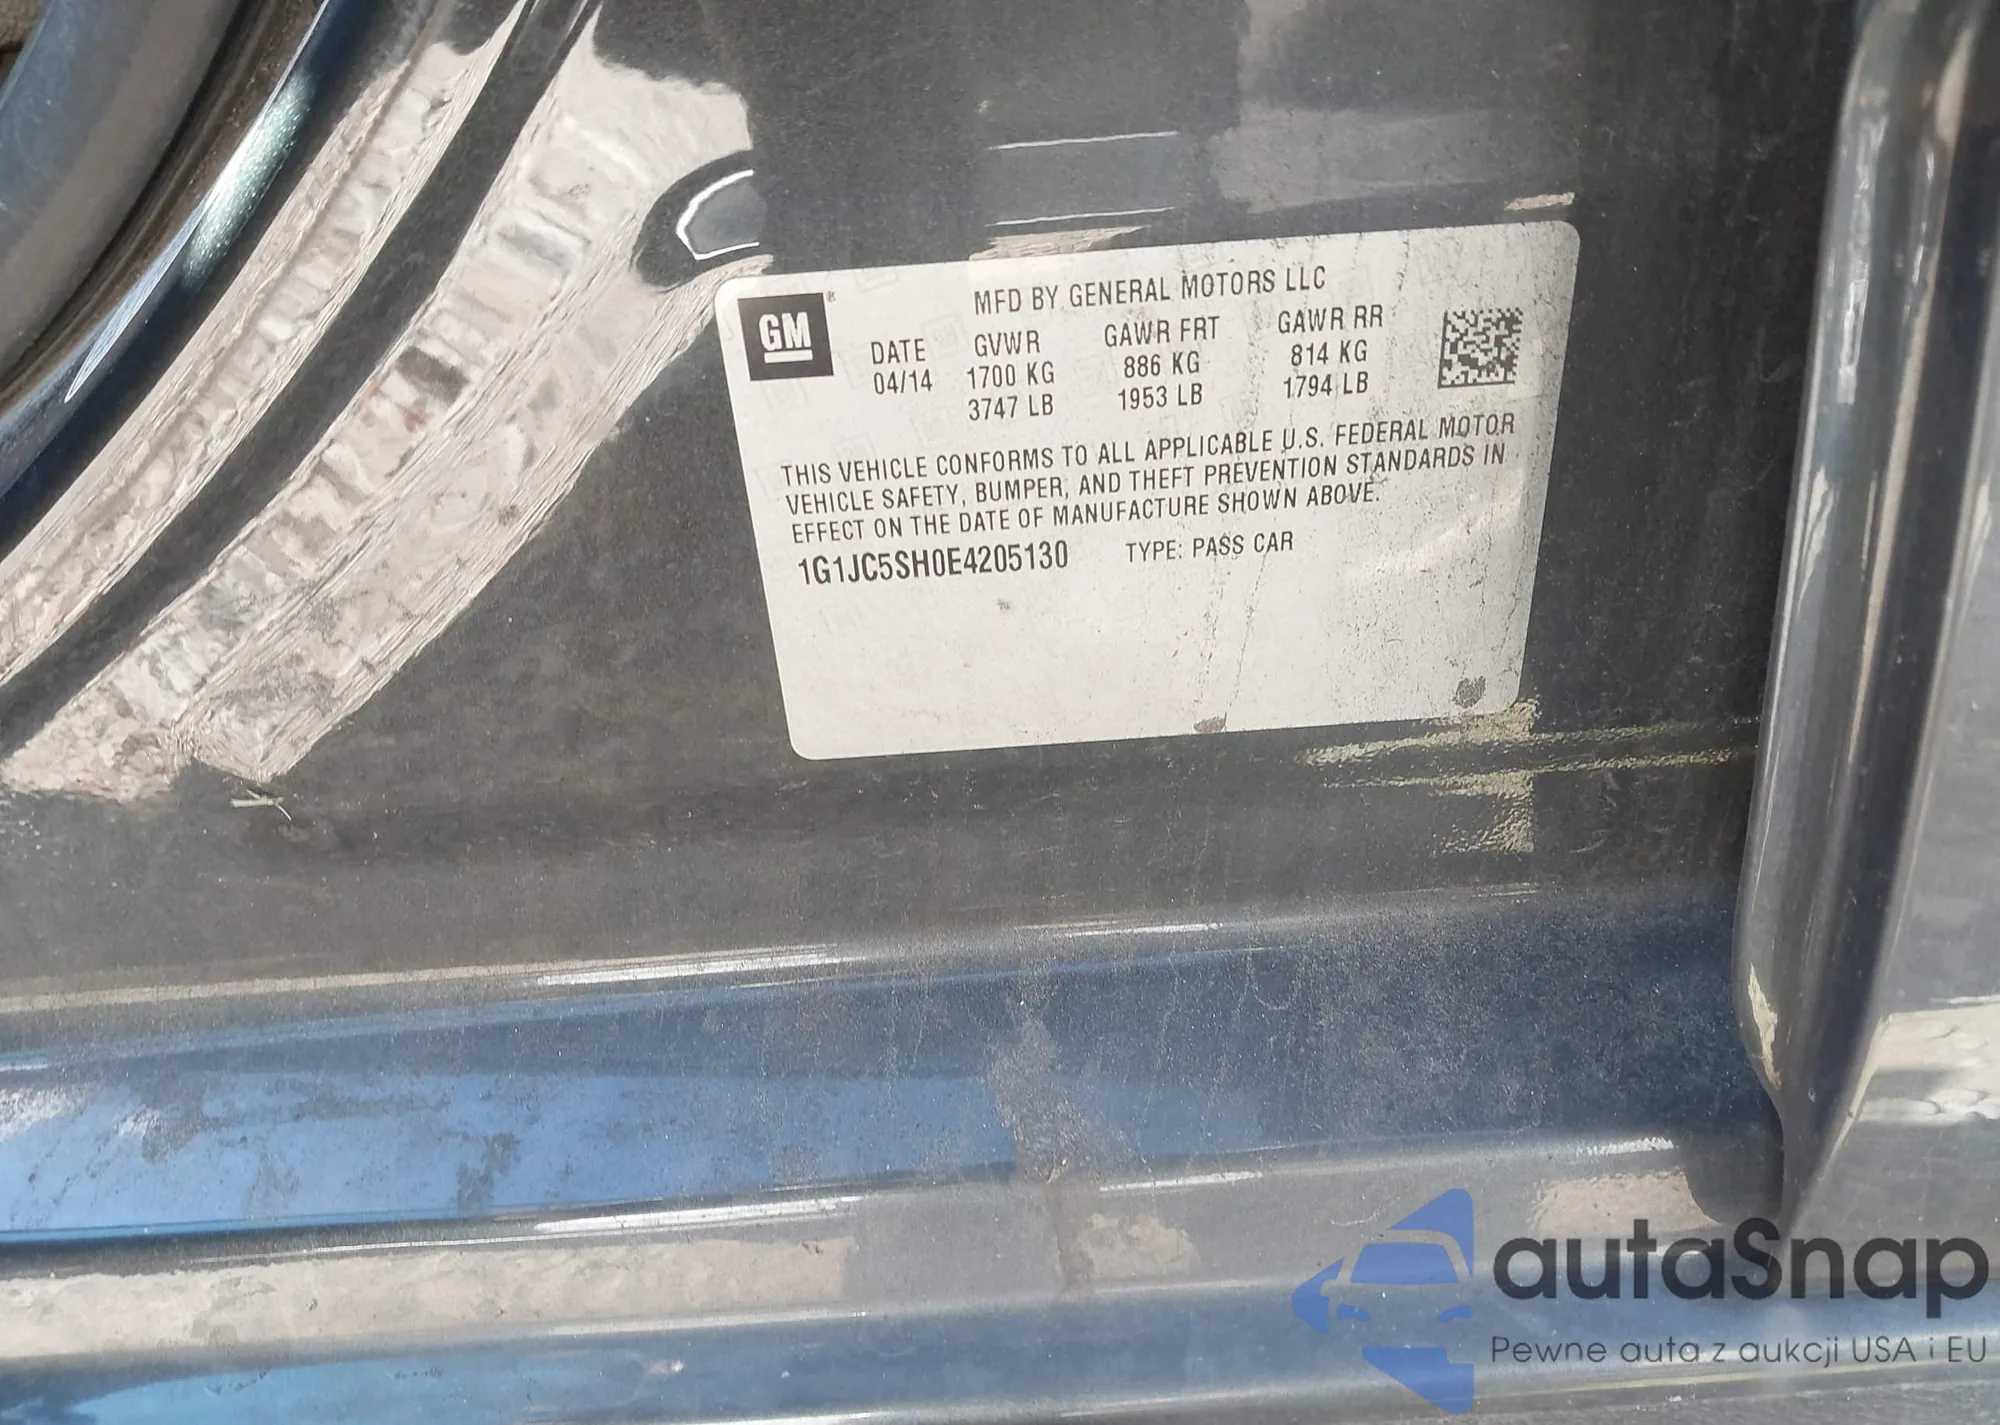 GM ®
MFD BY GENERAL MOTORS LLC
DATE GVWR GAWR FRT GAWR RR
04/14 1700 KG 886 KG 814 KG
3747 LB 1953 LB 1794 LB
THIS VEHICLE CONFORMS TO ALL APPLICABLE U.S. FEDERAL MOTOR
VEHICLE SAFETY, BUMPER, AND THEFT PREVENTION STANDARDS IN
EFFECT ON THE DATE OF MANUFACTURE SHOWN ABOVE.
1G1JC5SH0E4205130 TYPE: PASS CAR
autaSnap
Pewne auta z aukcji USA i EU